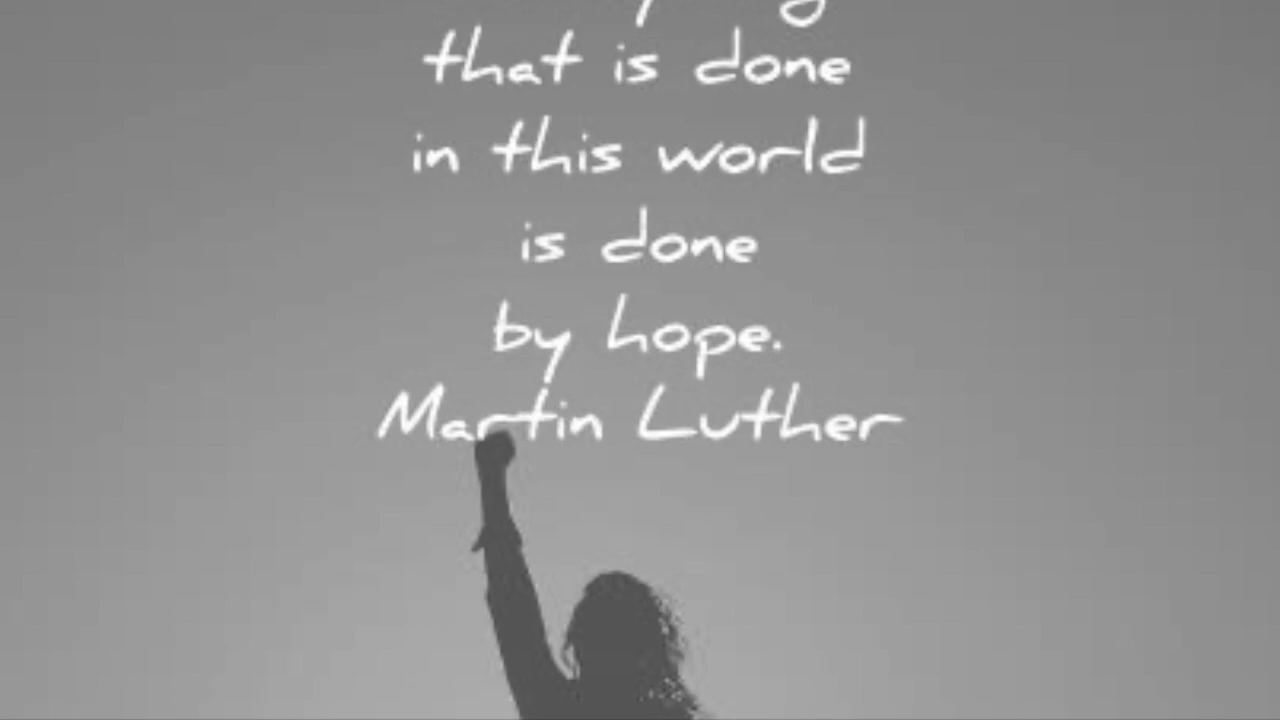 that is done
in this world
is done
by hope.
Martin Luther